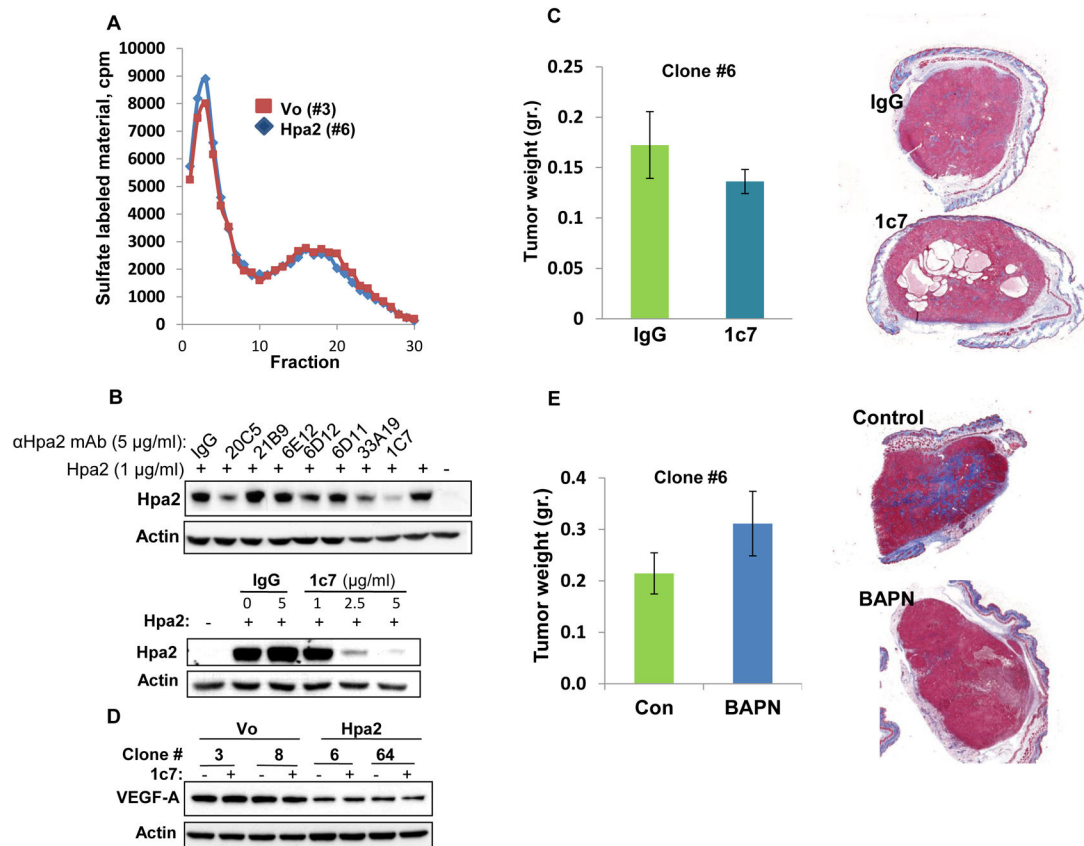 A
10000
9000
8000
7000
6000
5000
4000
3000
2000
1000
0
Sulfate labeled material, cpm
Vo (#3)
Hpa2 (#6)
0 10 20 30
Fraction
B
αHpa2 mAb (5 µg/ml): IgG 20C5 21B9 6E12 6D12 6D11 33A19 1C7
Hpa2 (1 µg/ml) + + + + + + + + + -
Hpa2
Actin
IgG 1c7 (µg/ml)
0 5 1 2.5 5
Hpa2: - + + + + +
Hpa2
Actin
D
Vo Hpa2
Clone # 3 8 6 64
1c7: - + - + - + - +
VEGF-A
Actin
C
0.25
0.2
0.15
0.1
0.05
0
Tumor weight (gr.)
Clone #6
IgG 1c7
IgG
1c7
E
0.4
0.3
0.2
0.1
0.0
Tumor weight (gr.)
Clone #6
Con BAPN
Control
BAPN